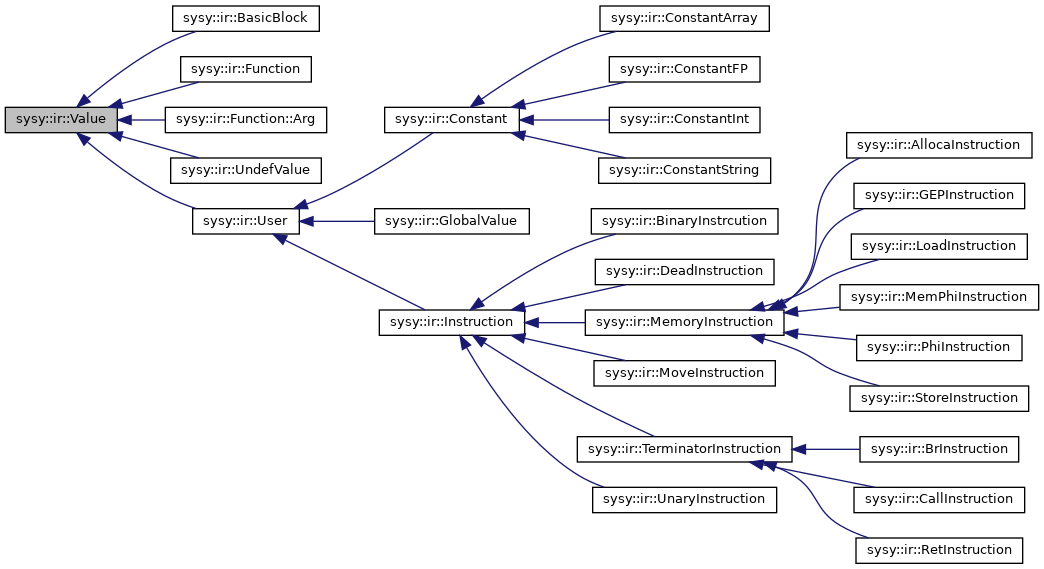 sysy::ir::BasicBlock
sysy::ir::ConstantArray
sysy::ir::Function
sysy::ir::ConstantFP
sysy::ir::Value
sysy::ir::Function::Arg
sysy::ir::Constant
sysy::ir::ConstantInt
sysy::ir::AllocaInstruction
sysy::ir::UndefValue
sysy::ir::ConstantString
sysy::ir::GEPInstruction
sysy::ir::User
sysy::ir::GlobalValue
sysy::ir::BinaryInstrcution
sysy::ir::LoadInstruction
sysy::ir::DeadInstruction
sysy::ir::MemPhiInstruction
sysy::ir::Instruction
sysy::ir::MemoryInstruction
sysy::ir::PhiInstruction
sysy::ir::MoveInstruction
sysy::ir::StoreInstruction
sysy::ir::TerminatorInstruction
sysy::ir::BrInstruction
sysy::ir::UnaryInstruction
sysy::ir::CallInstruction
sysy::ir::RetInstruction